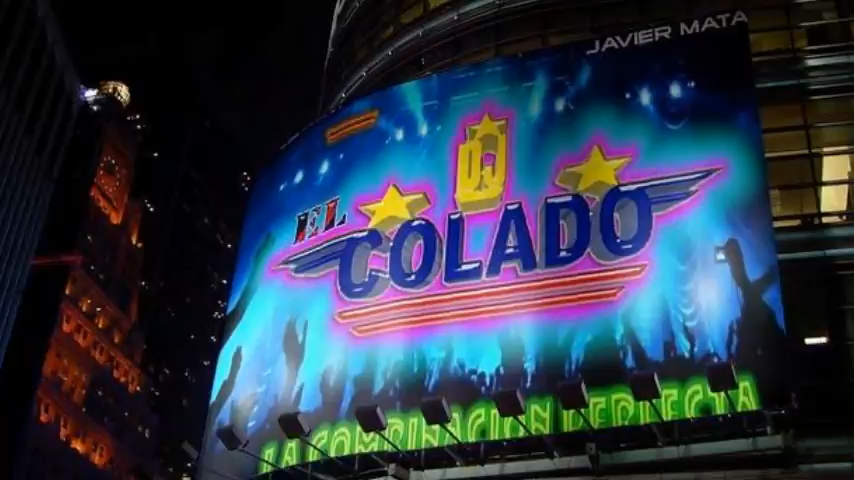 JAVIER MATA
DJ
EL
COLADO
LA COMBINACION PERFECTA